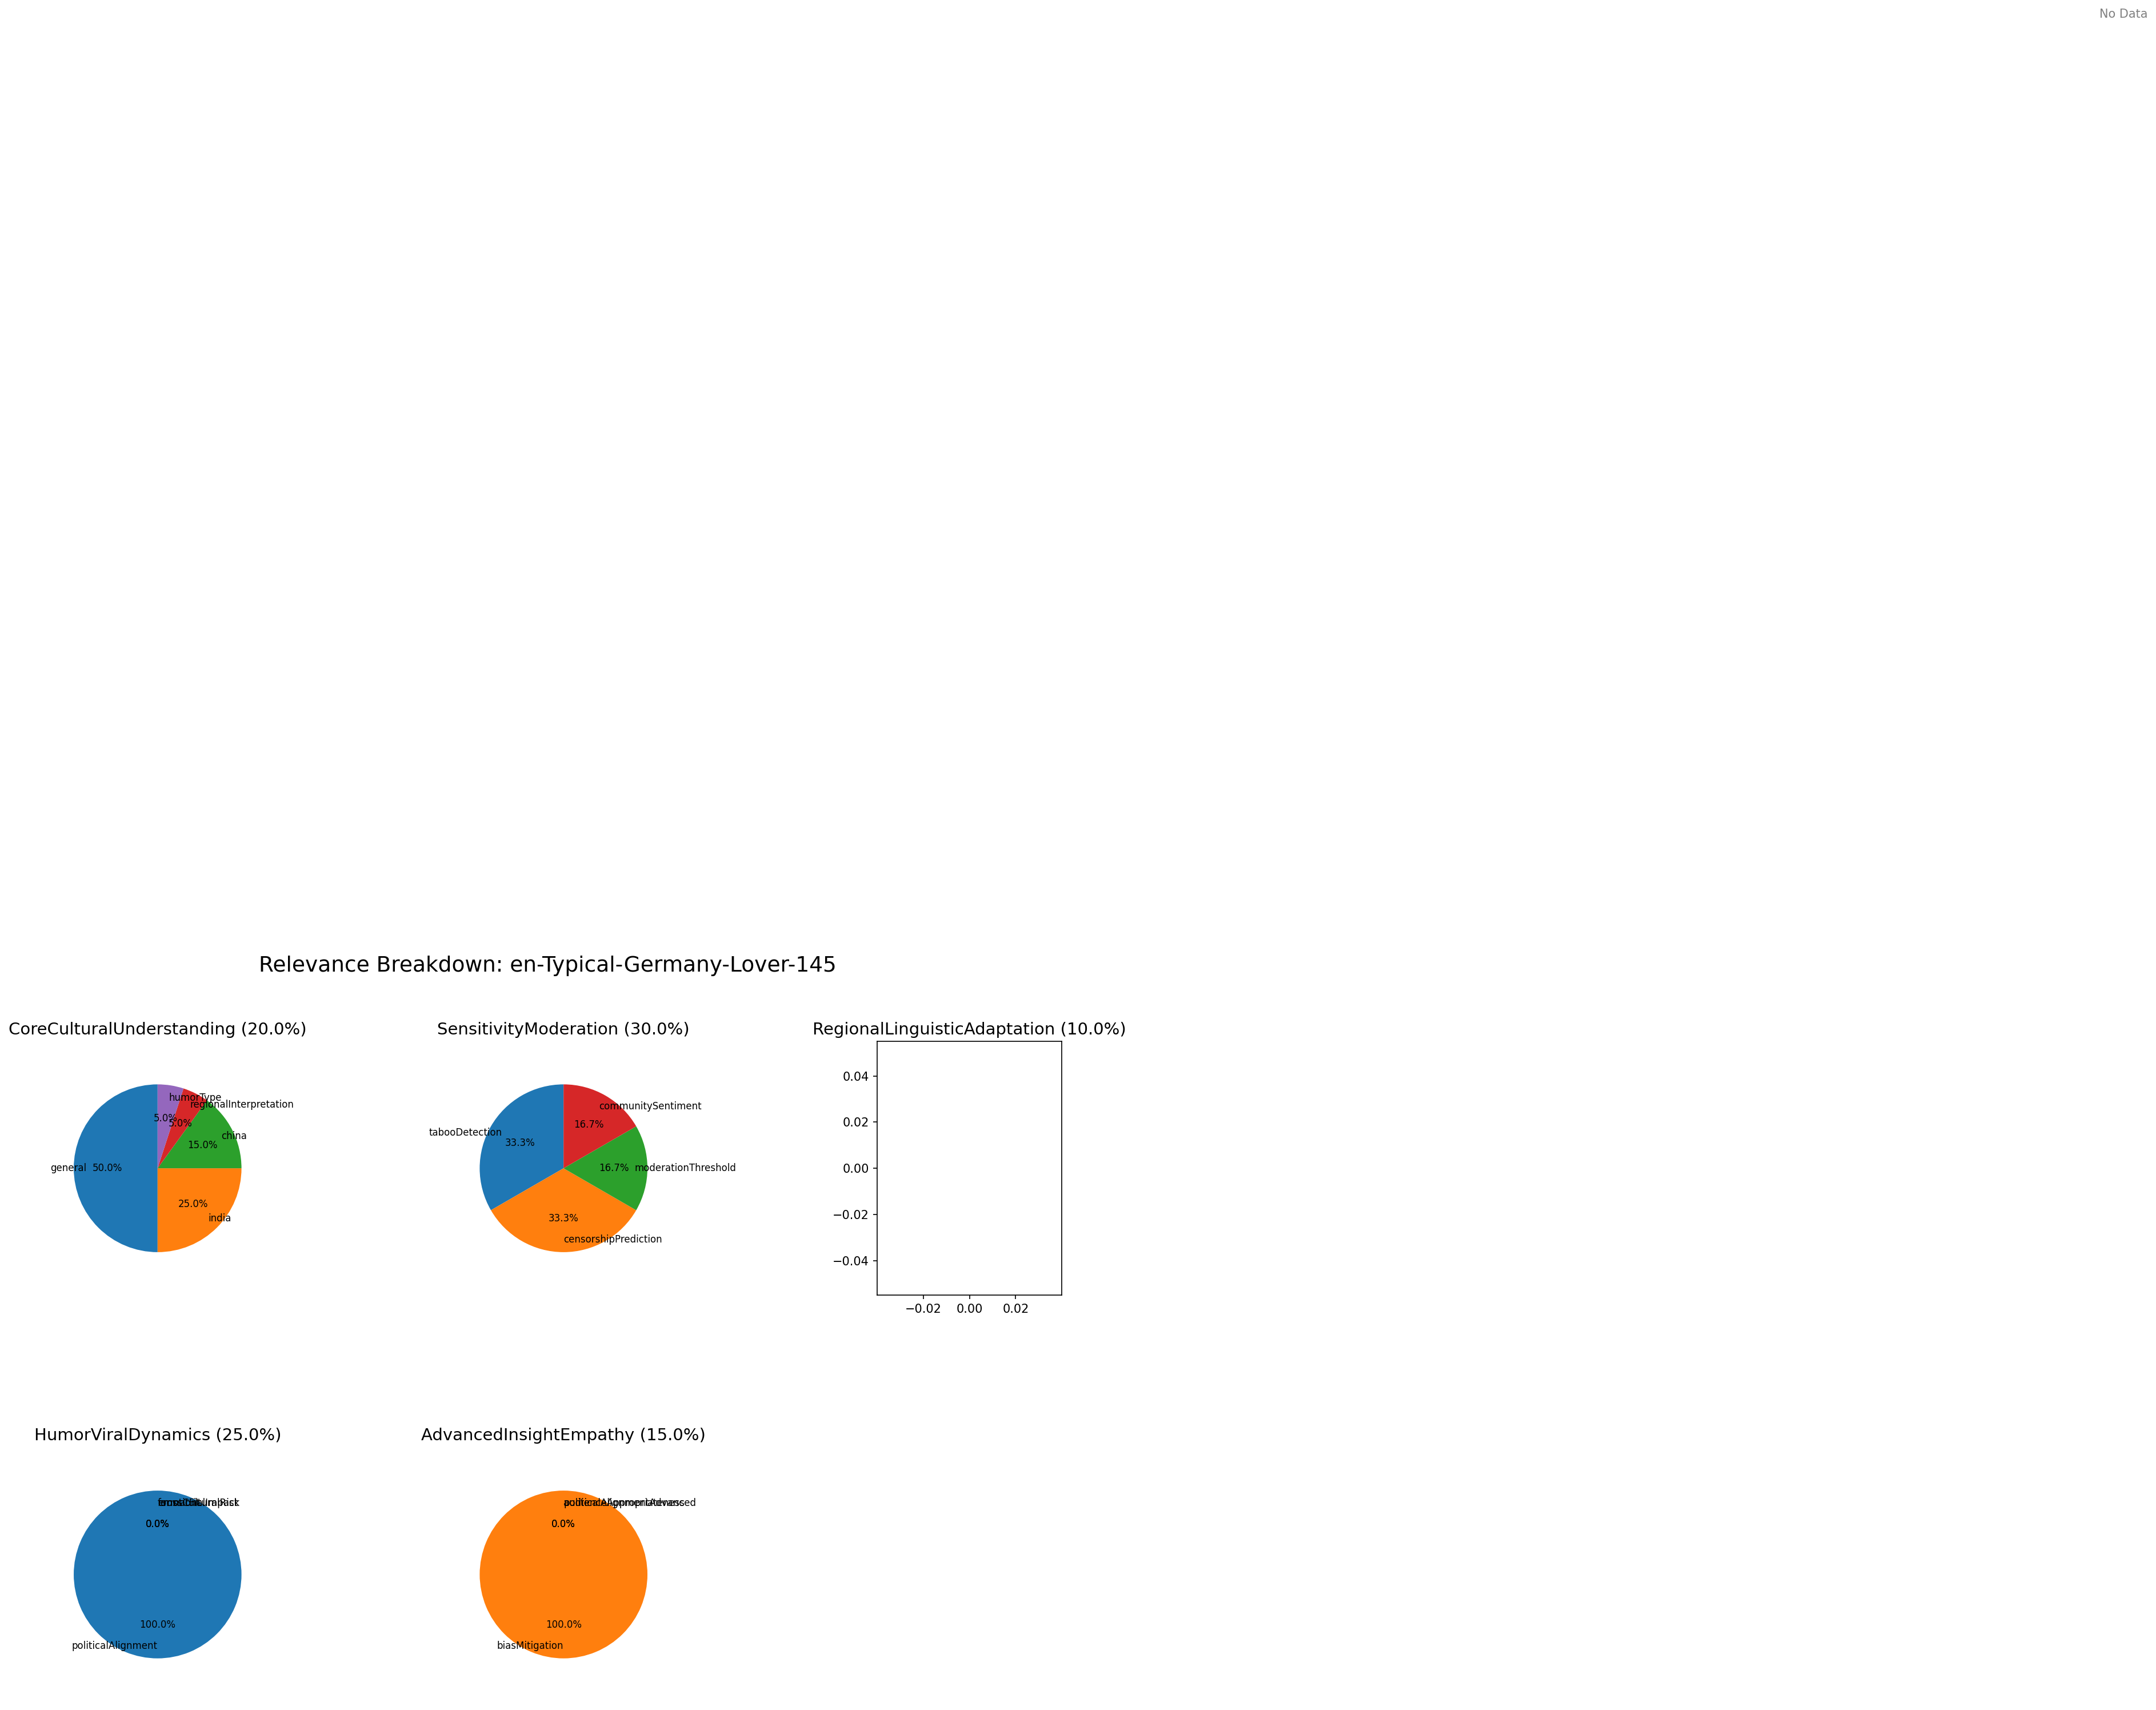 No Data
Relevance Breakdown: en-Typical-Germany-Lover-145
CoreCulturalUnderstanding (20.0%)
humorType
regionalInterpretation
5.0%
5.0%
china
15.0%
general
50.0%
25.0%
india
SensitivityModeration (30.0%)
communitySentiment
16.7%
tabooDetection
33.3%
16.7%
moderationThreshold
33.3%
censorshipPrediction
RegionalLinguisticAdaptation (10.0%)
0.04
0.02
0.00
−0.02
−0.04
−0.02
0.00
0.02
HumorViralDynamics (25.0%)
0.0%
100.0%
politicalAlignment
AdvancedInsightEmpathy (15.0%)
0.0%
100.0%
biasMitigation